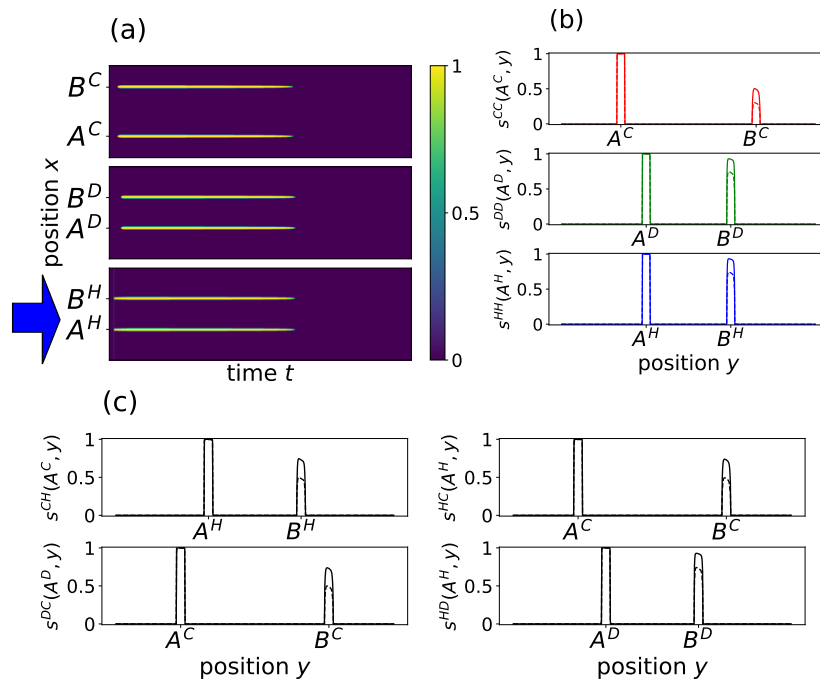 (a)
B^C
A^C
B^D
A^D
B^H
A^H
position x
time t
1
0.5
0
(b)
s^{CC}(A^C, y)
1
0.5
0
A^C
B^C
s^{DD}(A^D, y)
1
0.5
0
A^D
B^D
s^{HH}(A^H, y)
1
0.5
0
A^H
B^H
position y
(c)
s^{CH}(A^C, y)
1
0.5
0
A^H
B^H
s^{HC}(A^H, y)
1
0.5
0
A^C
B^C
s^{DC}(A^D, y)
1
0.5
0
A^C
B^C
position y
s^{HD}(A^H, y)
1
0.5
0
A^D
B^D
position y